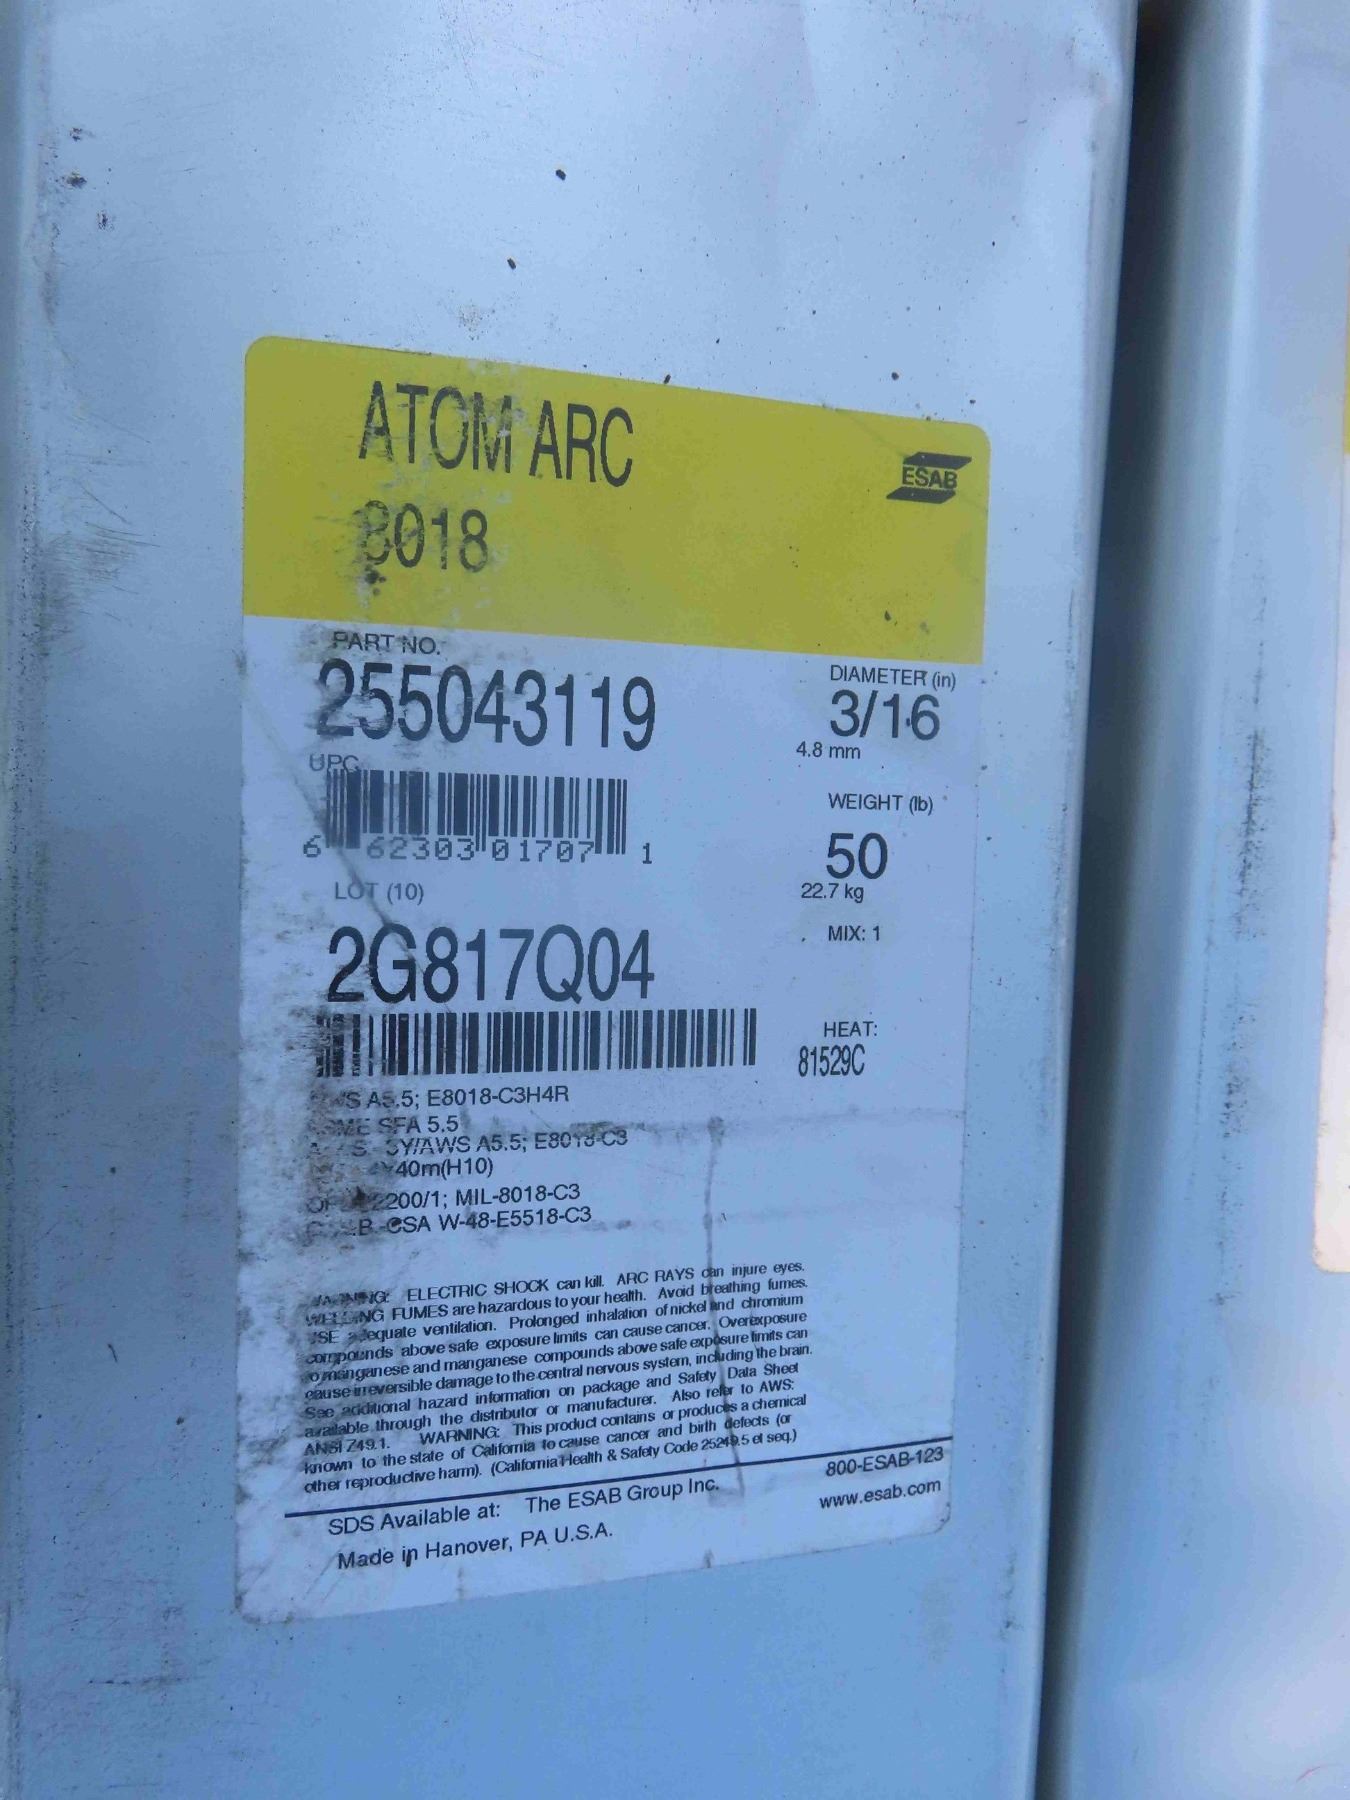 ATOM ARC
ESAB
8018
PART NO.
255043119
DIAMETER (in)
3/16
4.8 mm
UPC
6 62303 01707 1
WEIGHT (lb)
50
22.7 kg
LOT (10)
MIX: 1
2G817Q04
HEAT:
81529C
A5.5; E8018-C3H4R
SFA 5.5
A5.5; E8018-C3
MIL-8018-C3
CSA W-48-E5518-C3
WARNING: ELECTRIC SHOCK can kill. ARC RAYS can injure eyes.
WELDING FUMES are hazardous to your health. Avoid breathing fumes.
USE adequate ventilation. Prolonged inhalation of nickel and chromium
compounds above safe exposure limits can cause cancer. Overexposure
to manganese and manganese compounds above safe exposure limits can
cause irreversible damage to the central nervous system, including the brain.
See additional hazard information on package and Safety Data Sheet
available through the distributor or manufacturer. Also refer to AWS:
ANSI Z49.1. WARNING: This product contains or produces a chemical
known to the state of California to cause cancer and birth defects (or
other reproductive harm). (California Health & Safety Code 25249.5 et seq.)
SDS Available at: The ESAB Group Inc. 800-ESAB-123
Made in Hanover, PA U.S.A. www.esab.com